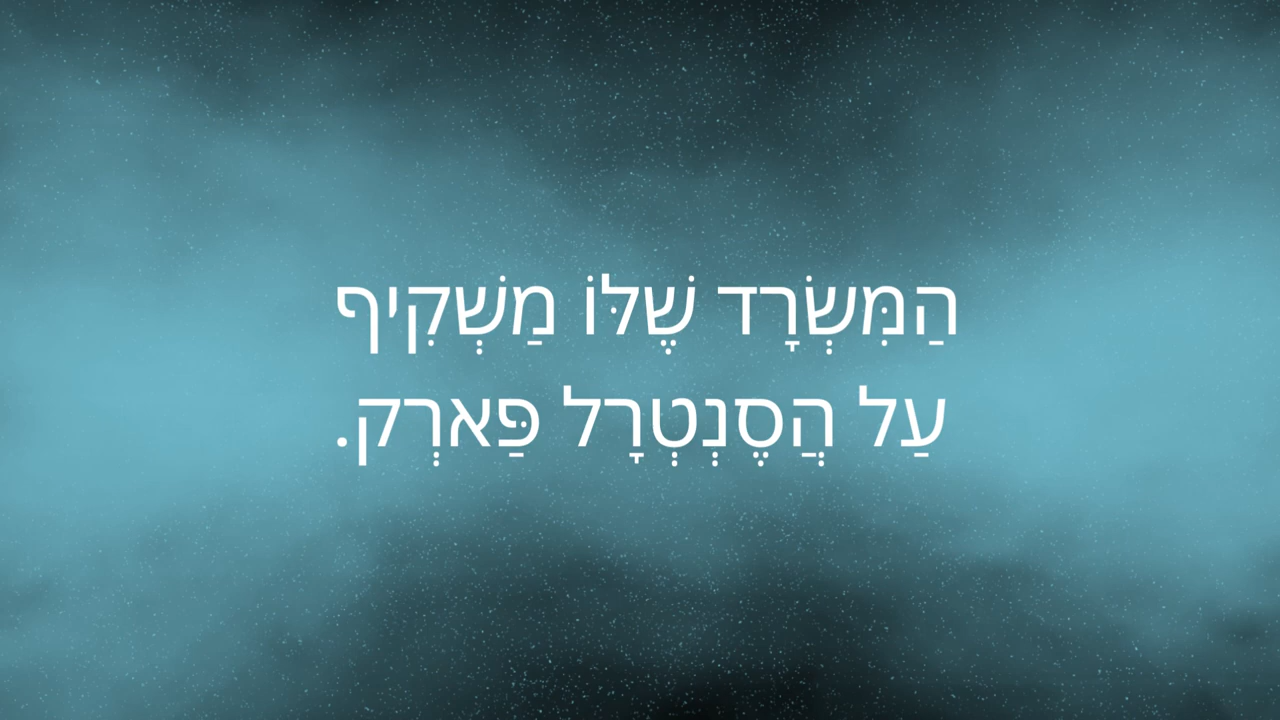 הַמִּשְׂרָד שֶׁלּוֹ מַשְׁקִיף
עַל הֲסֶנְטְרָל פַּארְק.